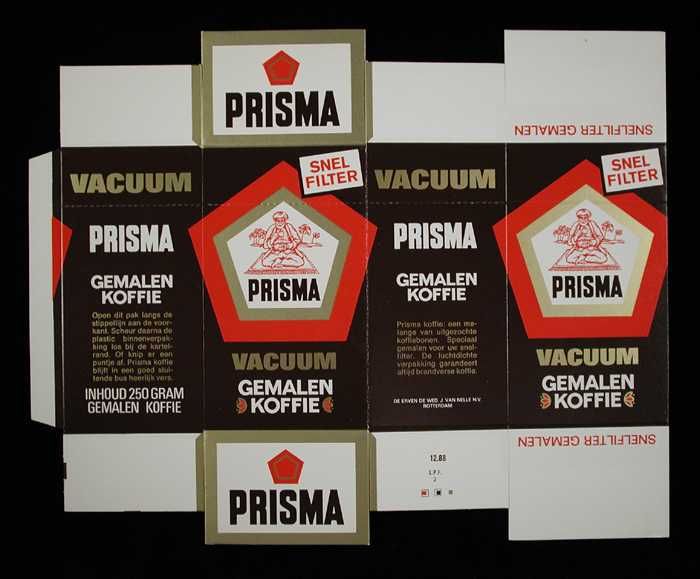 PRISMA
SNELFILTER GEMALEN
VACUUM
PRISMA
GEMALEN
KOFFIE
Open dit pak langs de
stippellijn aan de voor-
kant. Scheur daarna de
plastic binnenverpak-
king los bij de kartel-
rand. Of knip er een
puntje af. Prisma koffie
blijft in een goed slui-
tende bus heerlijk vers.
INHOUD 250 GRAM
GEMALEN KOFFIE
SNEL
FILTER
PRISMA
VACUUM
GEMALEN
KOFFIE
VACUUM
PRISMA
GEMALEN
KOFFIE
Prisma koffie: een me-
lange van uitgezochte
koffiebonen. Speciaal
gemalen voor uw snel-
filter. De luchtdichte
verpakking garandeert
altijd brandverse koffie.
DE ERVEN DE WED. J. VAN NELLE N.V.
ROTTERDAM
SNEL
FILTER
PRISMA
VACUUM
GEMALEN
KOFFIE
PRISMA
12.88
2
SNELFILTER GEMALEN